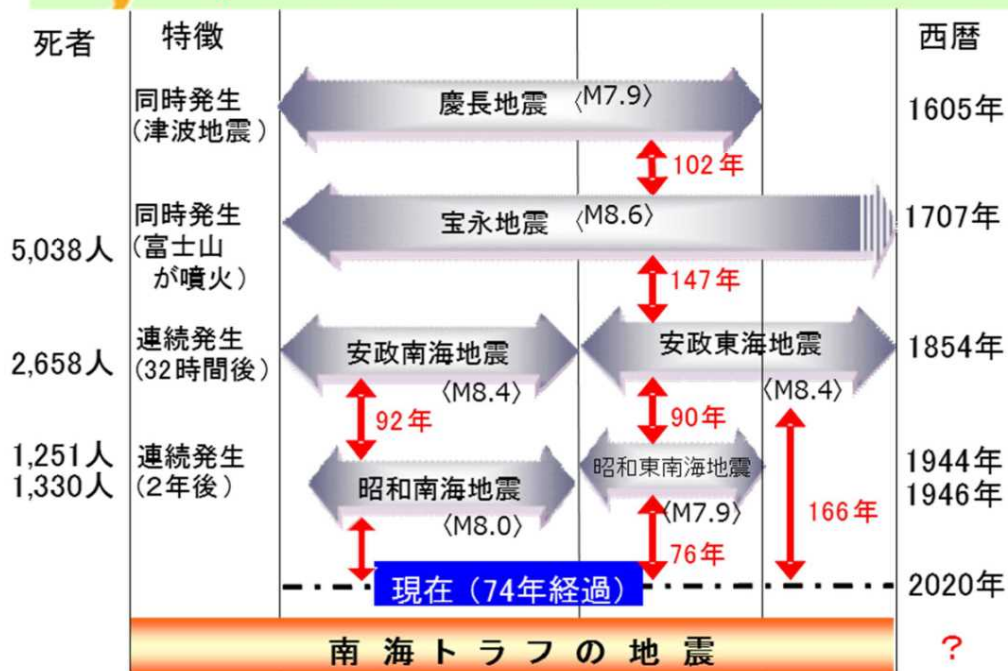 死者
特徴
西暦
同時発生
(津波地震)
慶長地震 〈M7.9〉
1605年
102年
5,038人
同時発生
(富士山
が噴火)
宝永地震 〈M8.6〉
1707年
147年
2,658人
連続発生
(32時間後)
安政南海地震
〈M8.4〉
安政東海地震
〈M8.4〉
1854年
92年
90年
166年
1,251人
1,330人
連続発生
(2年後)
昭和南海地震
〈M8.0〉
昭和東南海地震
〈M7.9〉
1944年
1946年
76年
現在(74年経過)
2020年
南海トラフの地震
?